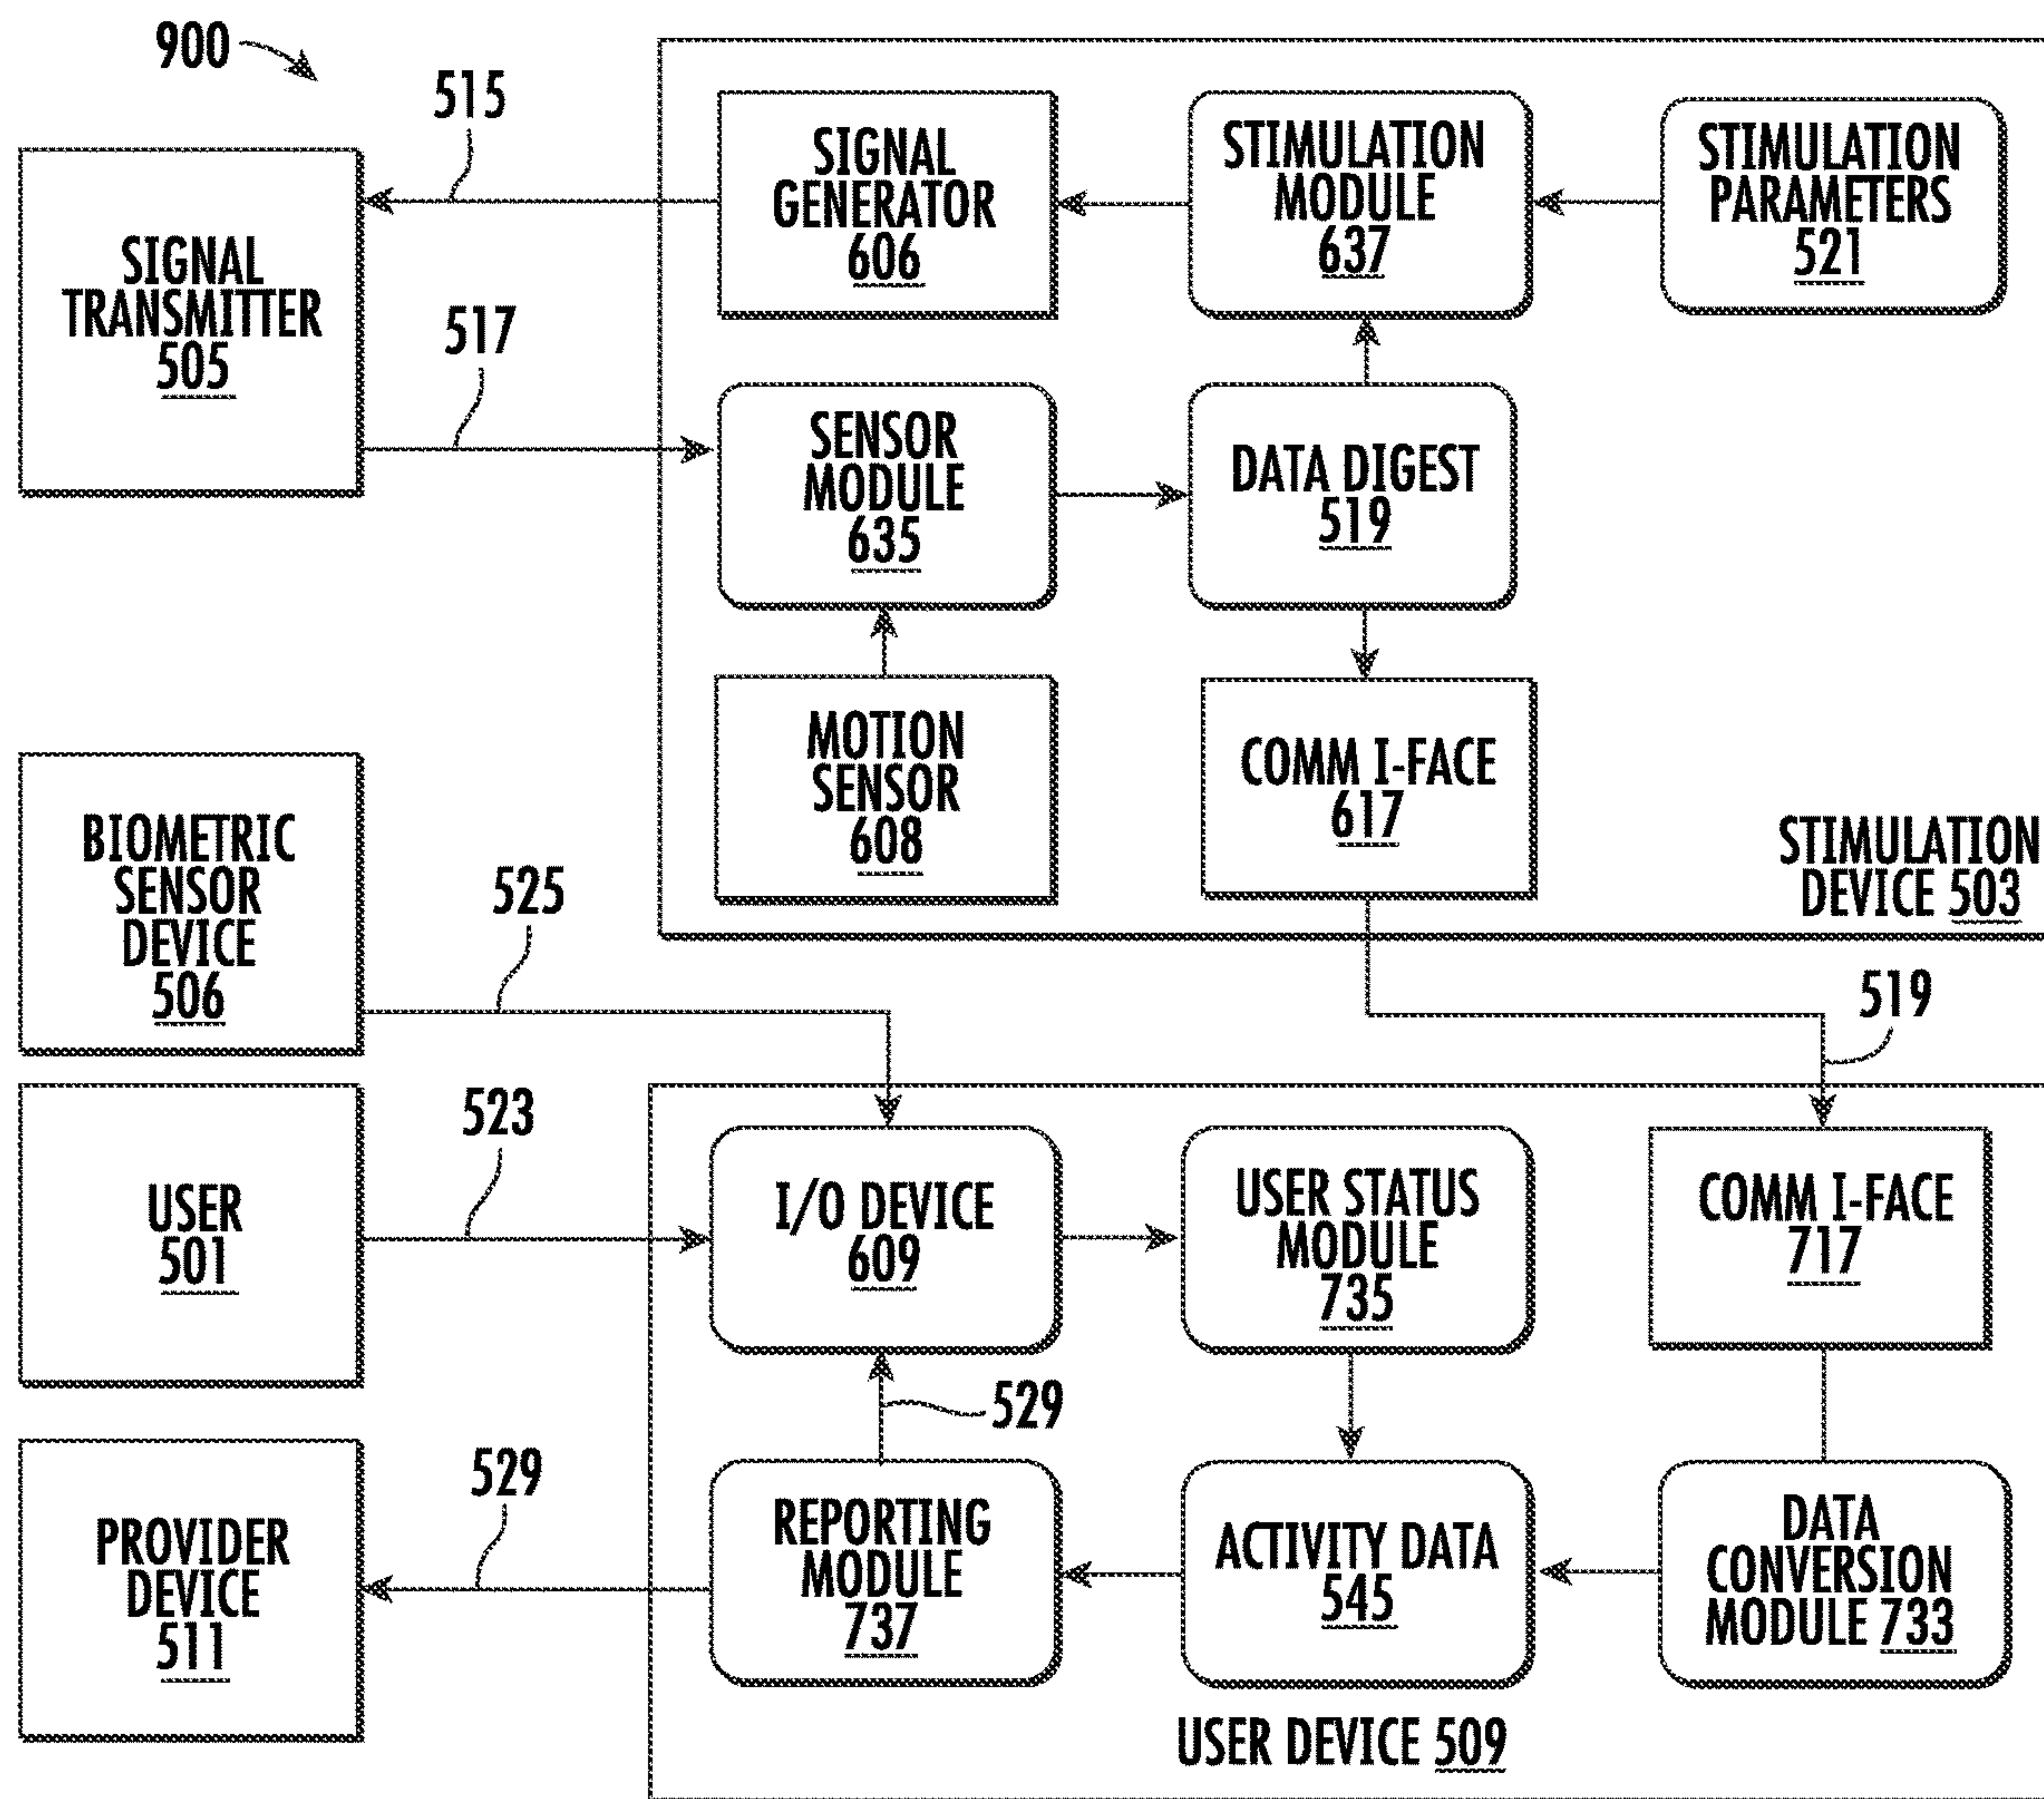 900
515
SIGNAL
TRANSMITTER
505
517
SIGNAL
GENERATOR
606
STIMULATION
MODULE
637
STIMULATION
PARAMETERS
521
SENSOR
MODULE
635
DATA DIGEST
519
MOTION
SENSOR
608
COMM I-FACE
617
STIMULATION
DEVICE 503
BIOMETRIC
SENSOR
DEVICE
506
525
519
USER
501
523
I/O DEVICE
609
USER STATUS
MODULE
735
COMM I-FACE
717
529
PROVIDER
DEVICE
511
529
REPORTING
MODULE
737
ACTIVITY DATA
545
DATA
CONVERSION
MODULE 733
USER DEVICE 509